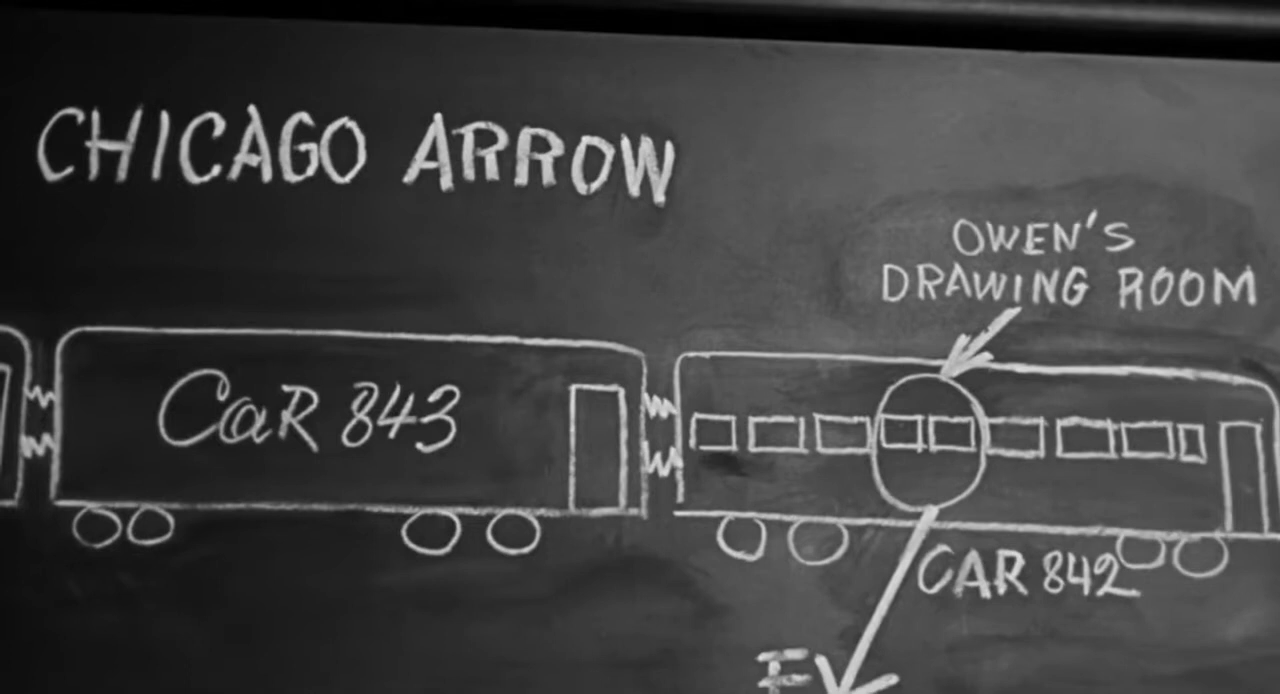 CHICAGO ARROW
OWEN'S
DRAWING ROOM
CaR 843
CAR 842